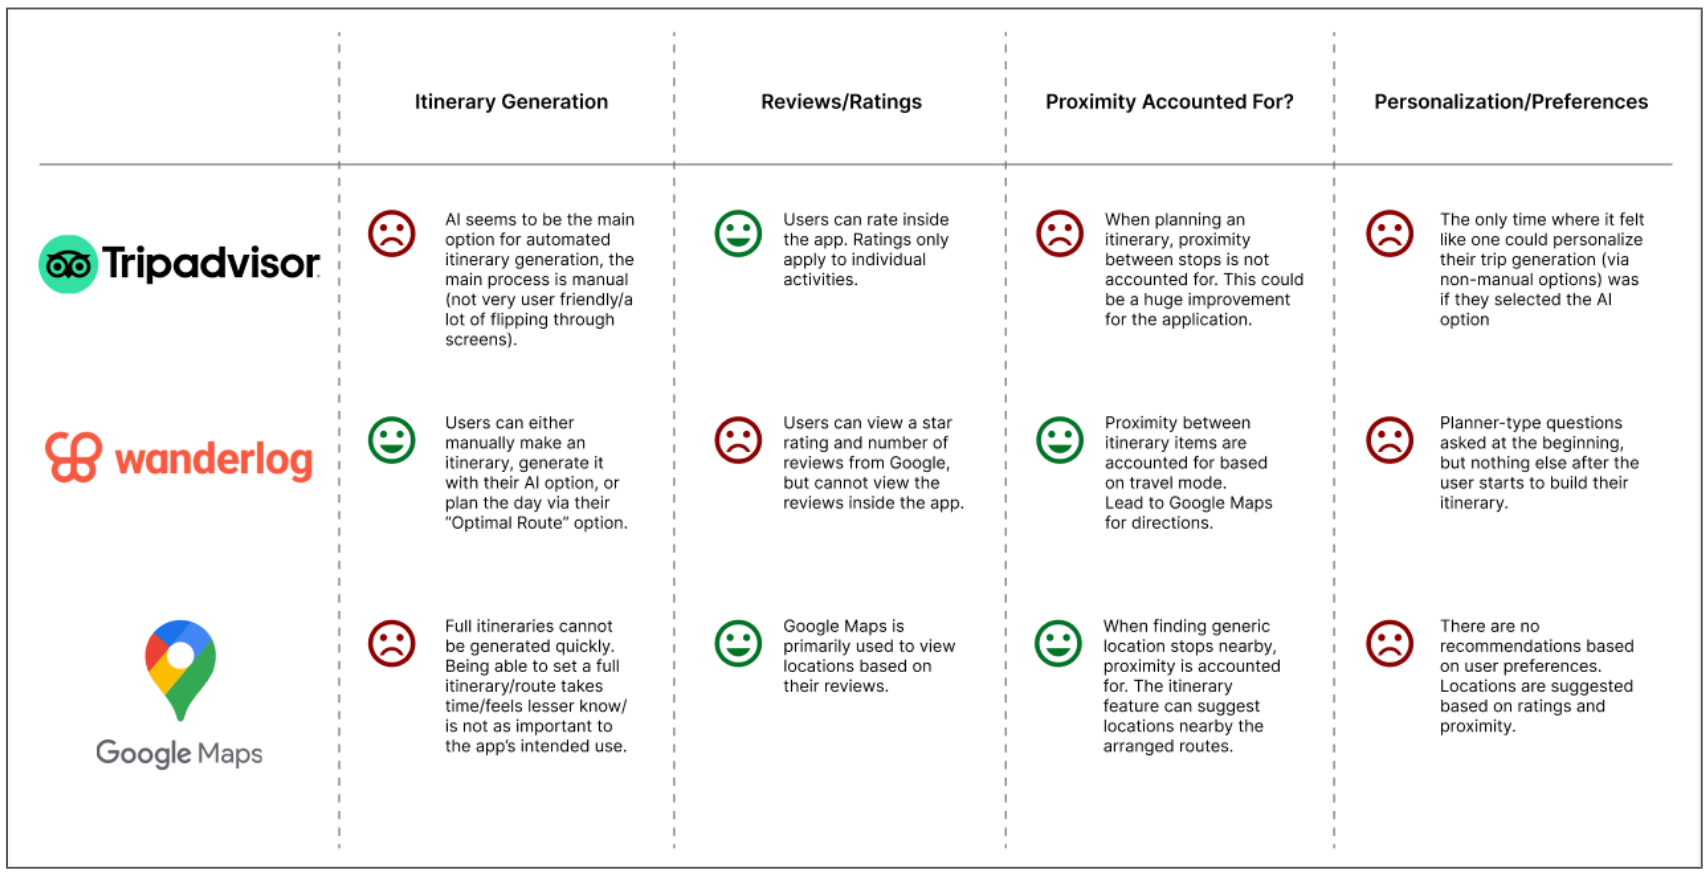 Itinerary Generation
Reviews/Ratings
Proximity Accounted For?
Personalization/Preferences
Tripadvisor
AI seems to be the main
option for automated
itinerary generation, the
main process is manual
(not very user friendly/a
lot of flipping through
screens).
Users can rate inside
the app. Ratings only
apply to individual
activities.
When planning an
itinerary, proximity
between stops is not
accounted for. This could
be a huge improvement
for the application.
The only time where it felt
like one could personalize
their trip generation (via
non-manual options) was
if they selected the AI
option
wanderlog
Users can either
manually make an
itinerary, generate it
with their AI option, or
plan the day via their
“Optimal Route” option.
Users can view a star
rating and number of
reviews from Google,
but cannot view the
reviews inside the app.
Proximity between
itinerary items are
accounted for based
on travel mode.
Lead to Google Maps
for directions.
Planner-type questions
asked at the beginning,
but nothing else after the
user starts to build their
itinerary.
Google Maps
Full itineraries cannot
be generated quickly.
Being able to set a full
itinerary/route takes
time/feels lesser know/
is not as important to
the app’s intended use.
Google Maps is
primarily used to view
locations based on
their reviews.
When finding generic
location stops nearby,
proximity is accounted
for. The itinerary
feature can suggest
locations nearby the
arranged routes.
There are no
recommendations based
on user preferences.
Locations are suggested
based on ratings and
proximity.